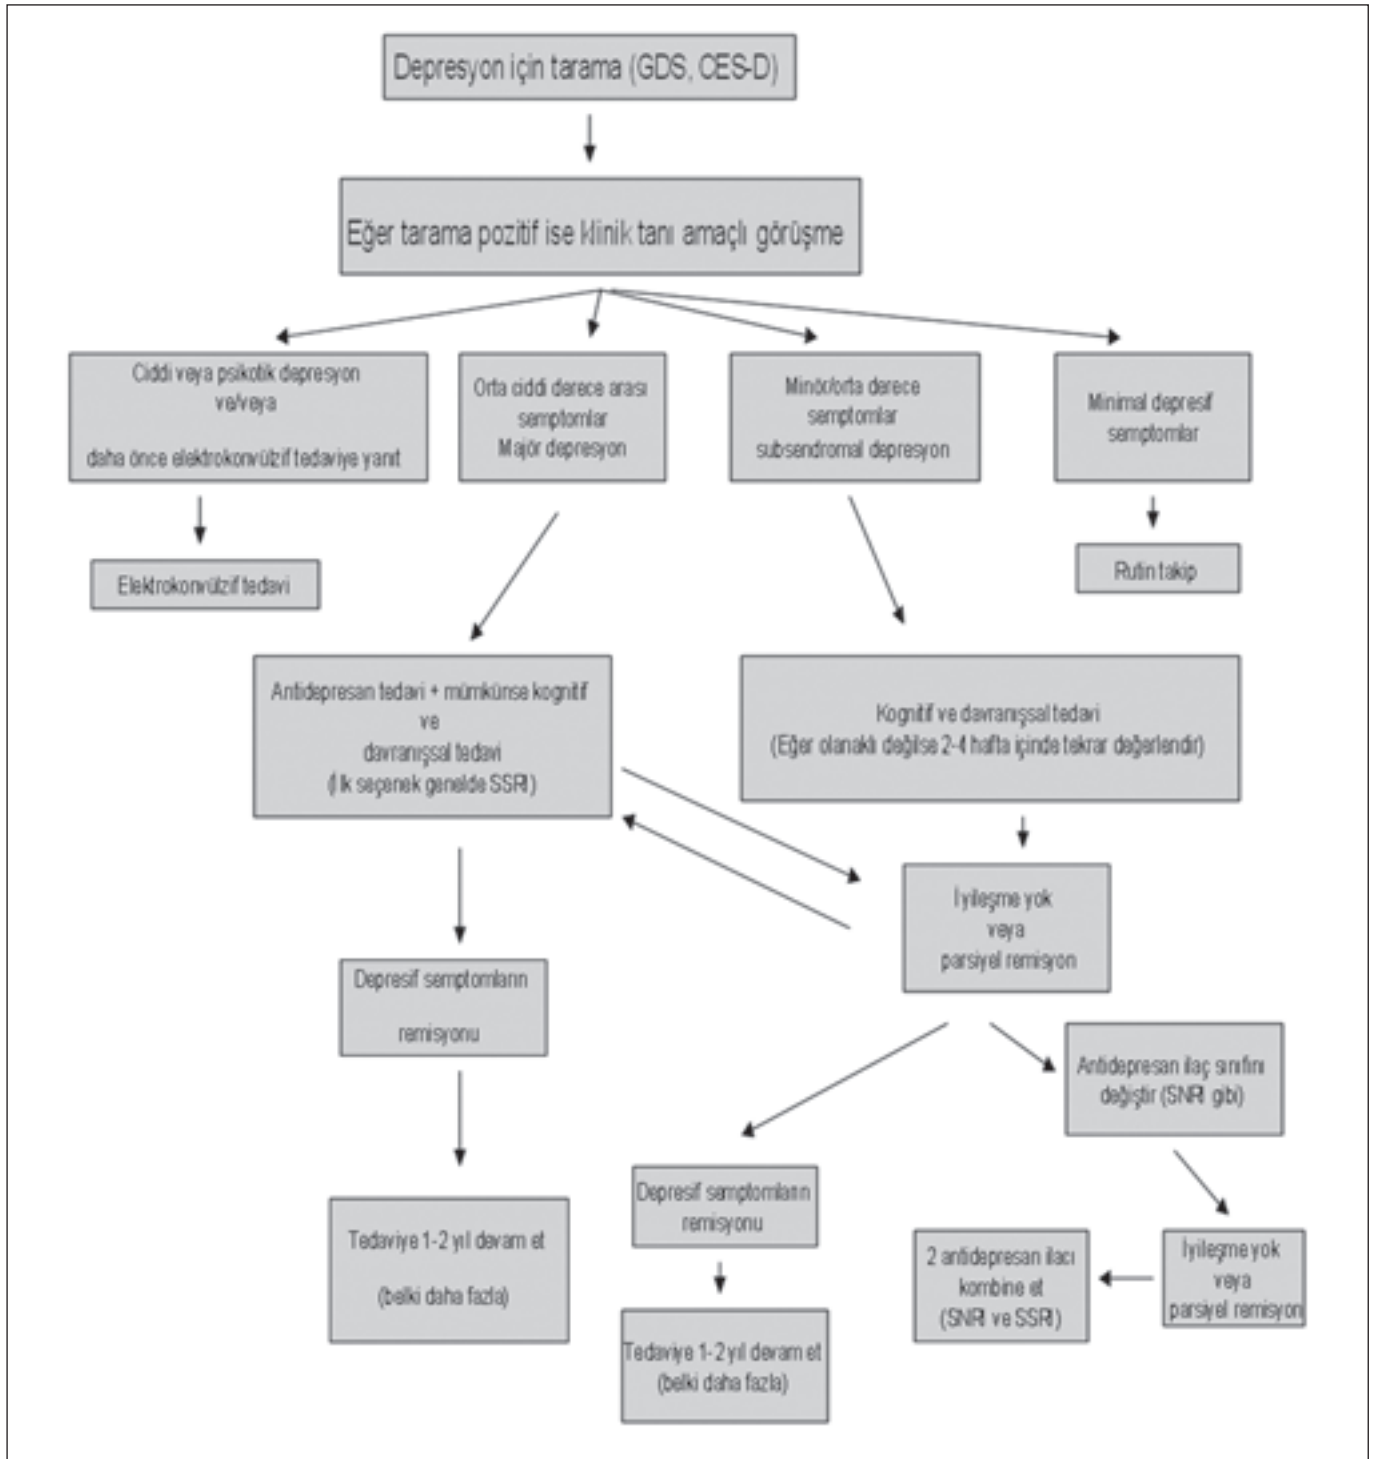 Depresyon için tarama (GDS, CES-D)
Eğer tarama pozitif ise klinik tanı amaçlı görüşme
Ciddi veya psikotik depresyon
ve/veya
daha önce elektrokonvülzif tedaviye yanıt
Orta ciddi derece arası
semptomlar
Majör depresyon
Minör/orta derece
semptomlar
subsendromal depresyon
Minimal depresif
semptomlar
Elektrokonvülzif tedavi
Rutin takip
Antidepresan tedavi + mümkünse kognitif
ve
davranışsal tedavi
(İlk seçenek genelde SSRI)
Kognitif ve davranışsal tedavi
(Eğer olanaklı değilse 2-4 hafta içinde tekrar değerlendir)
İyileşme yok
veya
parsiyel remisyon
Depresif semptomların
remisyonu
Antidepresan ilaç sınıfını
değiştir (SNRI gibi)
Tedaviye 1-2 yıl devam et
(belki daha fazla)
Depresif semptomların
remisyonu
2 antidepresan ilacı
kombine et
(SNRI ve SSRI)
İyileşme yok
veya
parsiyel remisyon
Tedaviye 1-2 yıl devam et
(belki daha fazla)